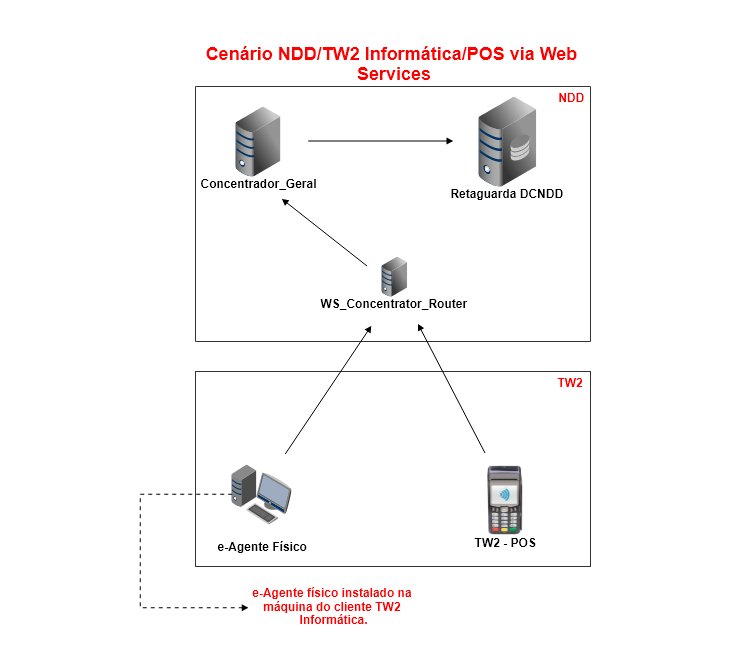 Cenário NDD/TW2 Informática/POS via Web
Services
NDD
Concentrador_Geral
Retaguarda DCNDD
WS_Concentrator_Router
TW2
e-Agente Físico
TW2 - POS
e-Agente físico instalado na
máquina do cliente TW2
Informática.